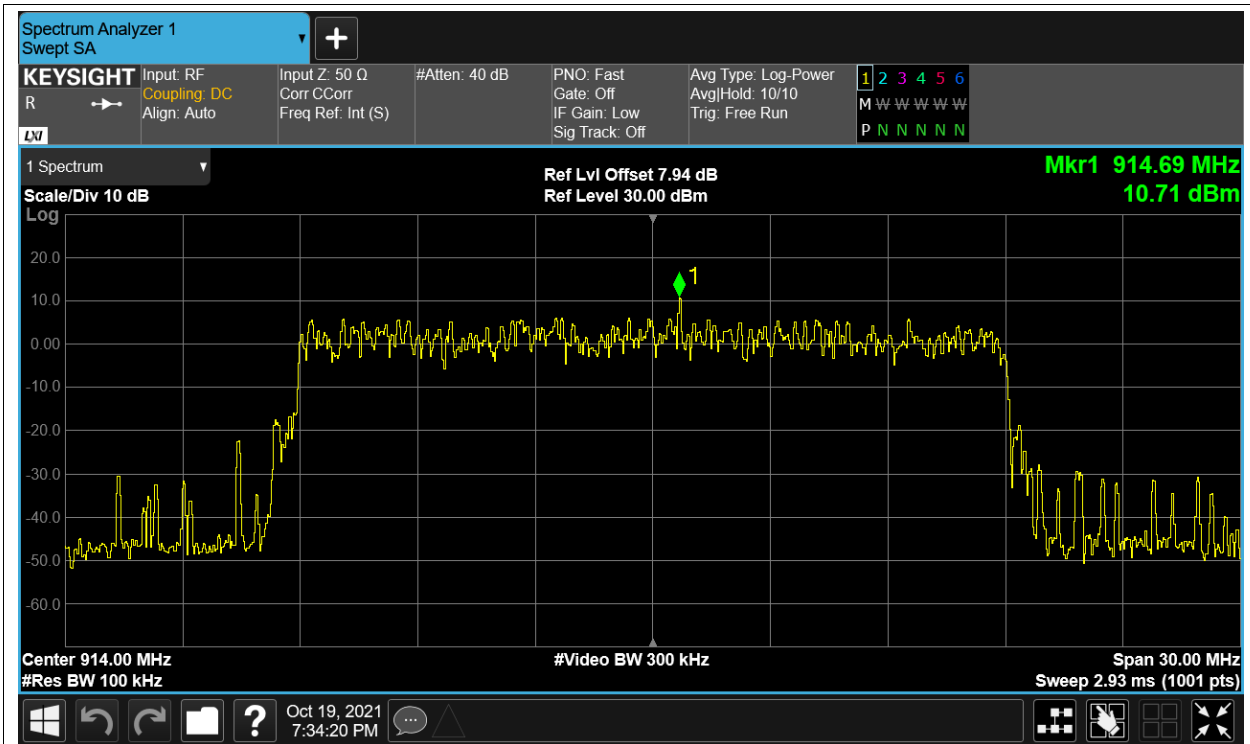 Spectrum Analyzer 1
Swept SA
KEYSIGHT
R
LXI
Input: RF
Coupling: DC
Align: Auto
Input Z: 50 Ω
Corr CCorr
Freq Ref: Int (S)
#Atten: 40 dB
PNO: Fast
Gate: Off
IF Gain: Low
Sig Track: Off
Avg Type: Log-Power
Avg|Hold: 10/10
Trig: Free Run
1 2 3 4 5 6
M W W W W W
P N N N N N
1 Spectrum
Scale/Div 10 dB
Ref Lvl Offset 7.94 dB
Ref Level 30.00 dBm
Mkr1 914.69 MHz
10.71 dBm
Log
20.0
10.0
0.00
-10.0
-20.0
-30.0
-40.0
-50.0
-60.0
1
Center 914.00 MHz
#Res BW 100 kHz
#Video BW 300 kHz
Span 30.00 MHz
Sweep 2.93 ms (1001 pts)
?
Oct 19, 2021
7:34:20 PM